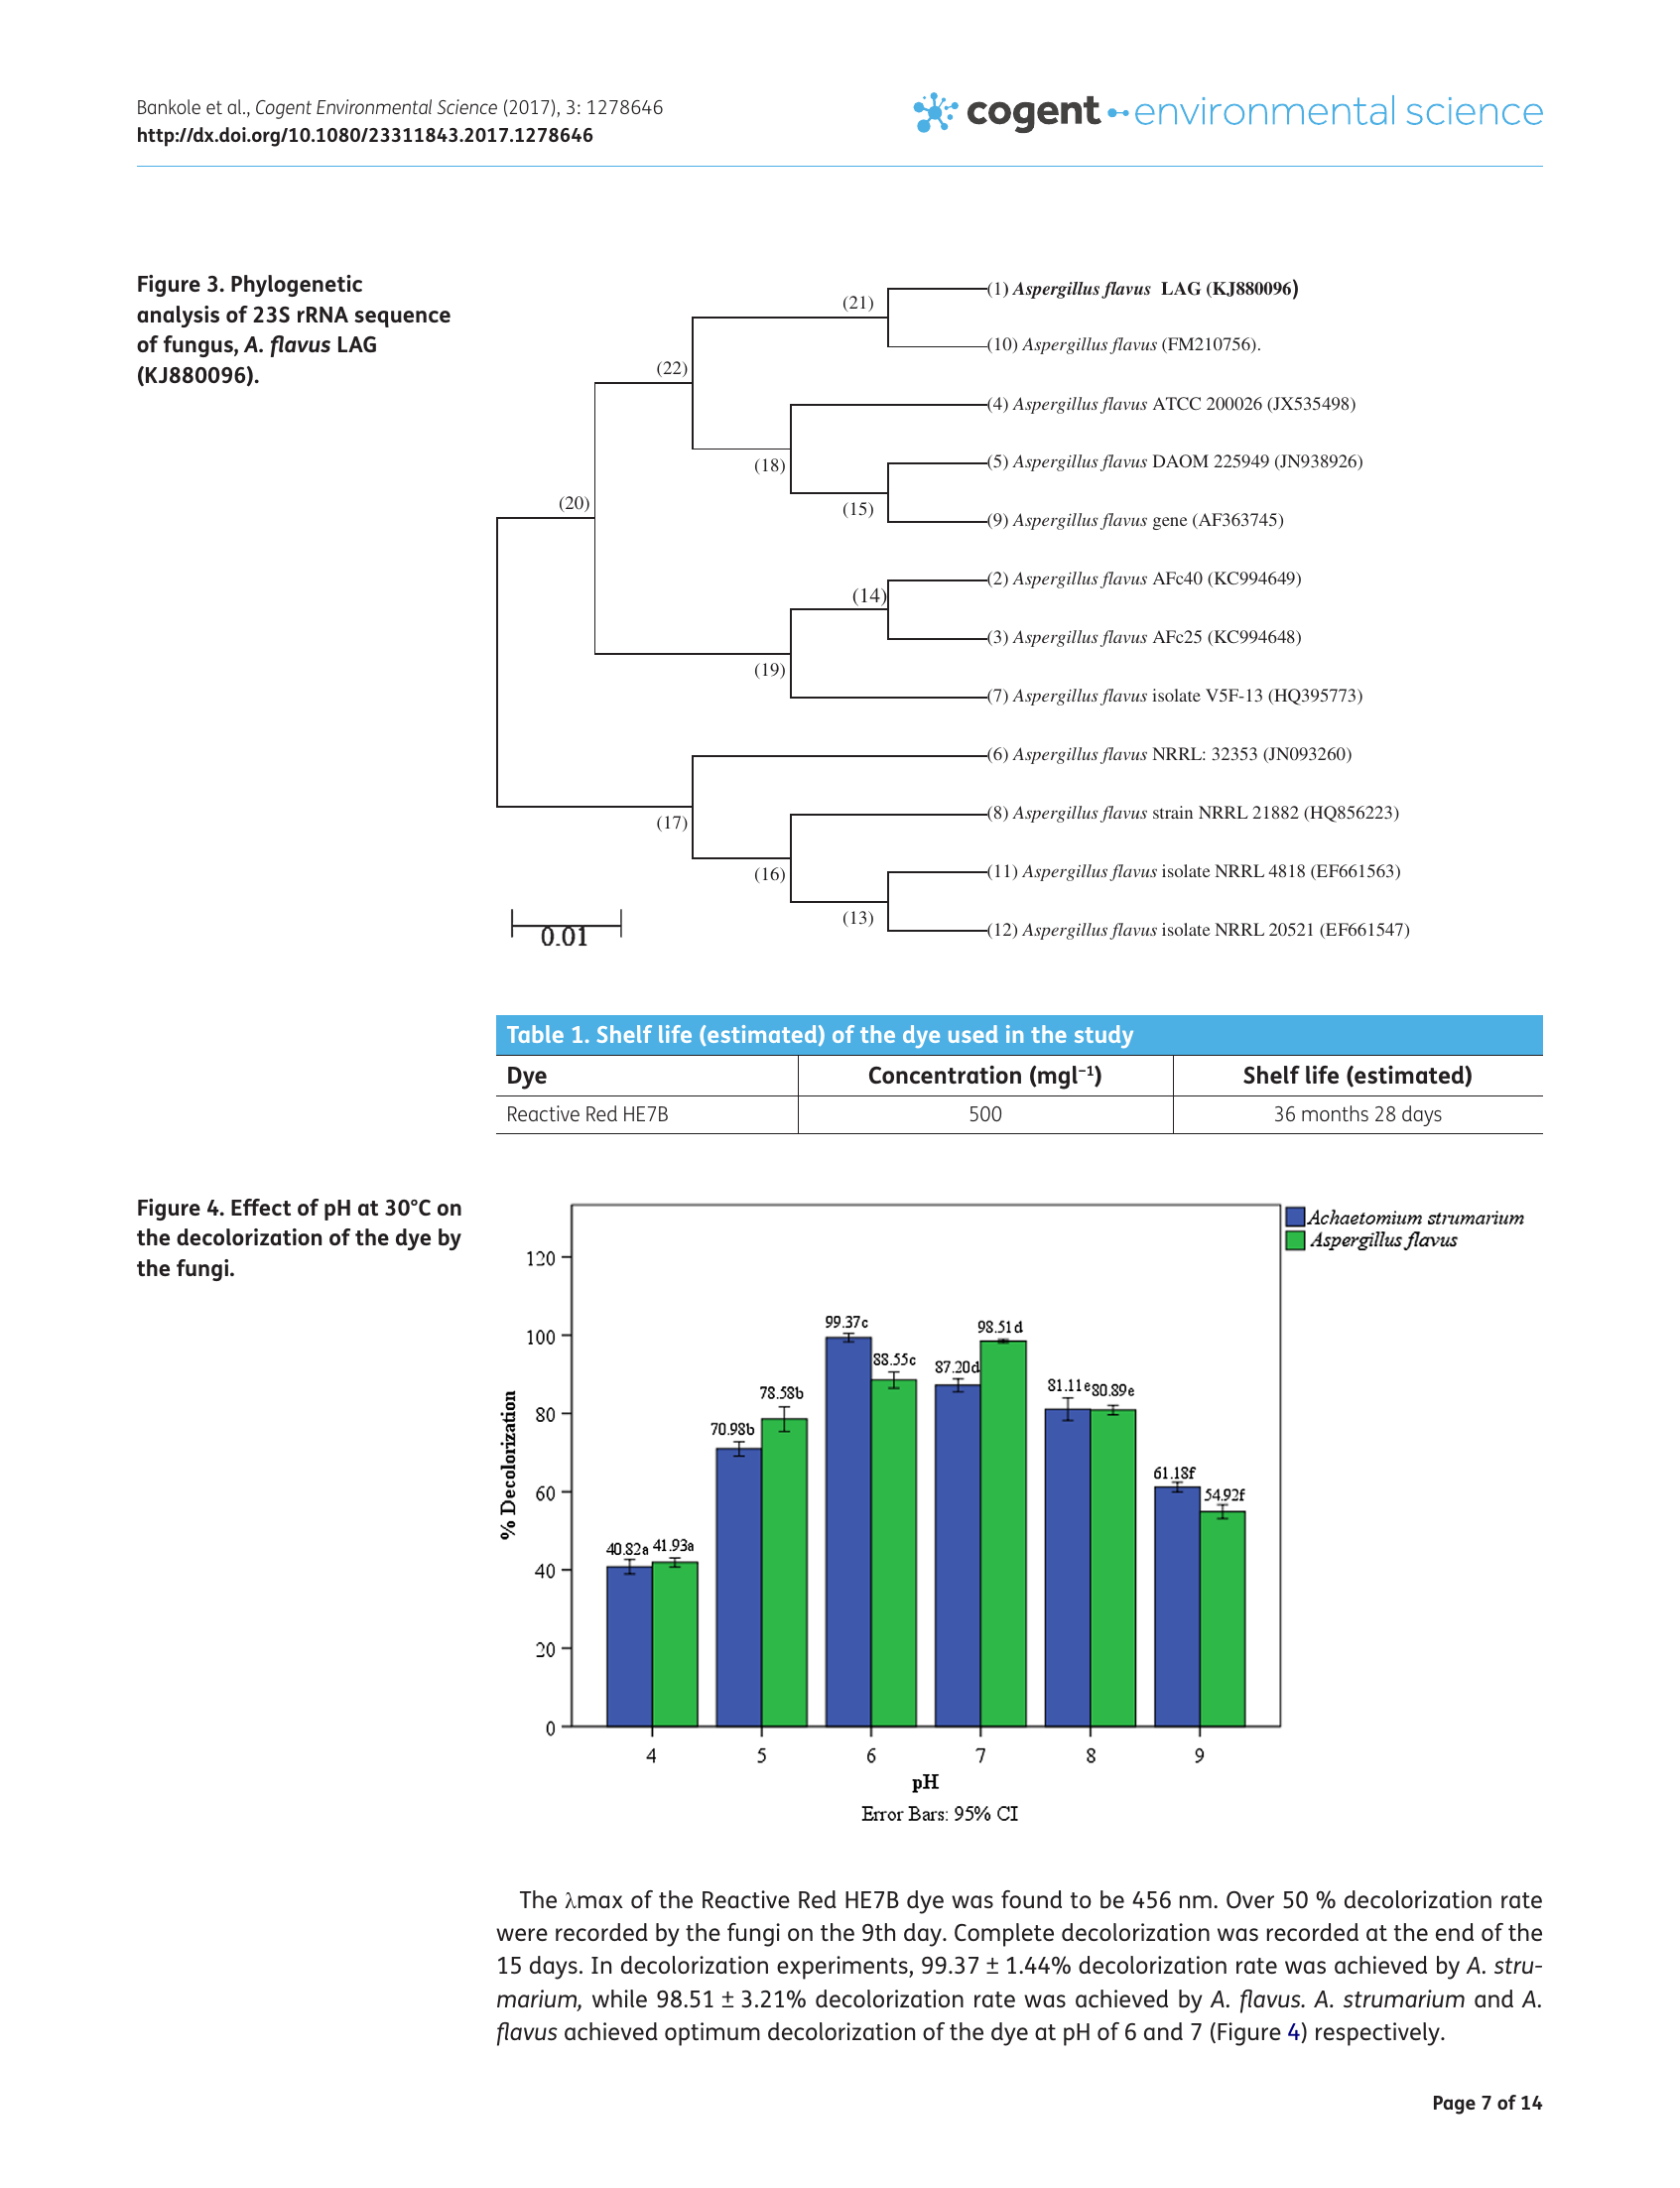 Bankole et al., Cogent Environmental Science (2017), 3: 1278646
http://dx.doi.org/10.1080/23311843.2017.1278646
cogent environmental science
Figure 3. Phylogenetic
analysis of 23S rRNA sequence
of fungus, A. flavus LAG
(KJ880096).
(1) Aspergillus flavus LAG (KJ880096)
(21)
(10) Aspergillus flavus (FM210756).
(22)
(4) Aspergillus flavus ATCC 200026 (JX535498)
(18)
(5) Aspergillus flavus DAOM 225949 (JN938926)
(15)
(9) Aspergillus flavus gene (AF363745)
(20)
(2) Aspergillus flavus AFc40 (KC994649)
(14)
(3) Aspergillus flavus AFc25 (KC994648)
(19)
(7) Aspergillus flavus isolate V5F-13 (HQ395773)
(6) Aspergillus flavus NRRL: 32353 (JN093260)
(17)
(8) Aspergillus flavus strain NRRL 21882 (HQ856223)
(16)
(11) Aspergillus flavus isolate NRRL 4818 (EF661563)
(13)
(12) Aspergillus flavus isolate NRRL 20521 (EF661547)
0.01
Table 1. Shelf life (estimated) of the dye used in the study
Dye Concentration (mgl⁻¹) Shelf life (estimated)
Reactive Red HE7B 500 36 months 28 days
Figure 4. Effect of pH at 30°C on
the decolorization of the dye by
the fungi.
Achaetomium strumarium
Aspergillus flavus
% Decolorization
120
100
80
60
40
20
0
40.82a 41.93a
70.98b 78.58b
99.37c 88.55c
87.20d 98.51d
81.11e 80.89e
61.18f 54.92f
4 5 6 7 8 9
pH
Error Bars: 95% CI
The λmax of the Reactive Red HE7B dye was found to be 456 nm. Over 50 % decolorization rate
were recorded by the fungi on the 9th day. Complete decolorization was recorded at the end of the
15 days. In decolorization experiments, 99.37 ± 1.44% decolorization rate was achieved by A. stru-
marium, while 98.51 ± 3.21% decolorization rate was achieved by A. flavus. A. strumarium and A.
flavus achieved optimum decolorization of the dye at pH of 6 and 7 (Figure 4) respectively.
Page 7 of 14